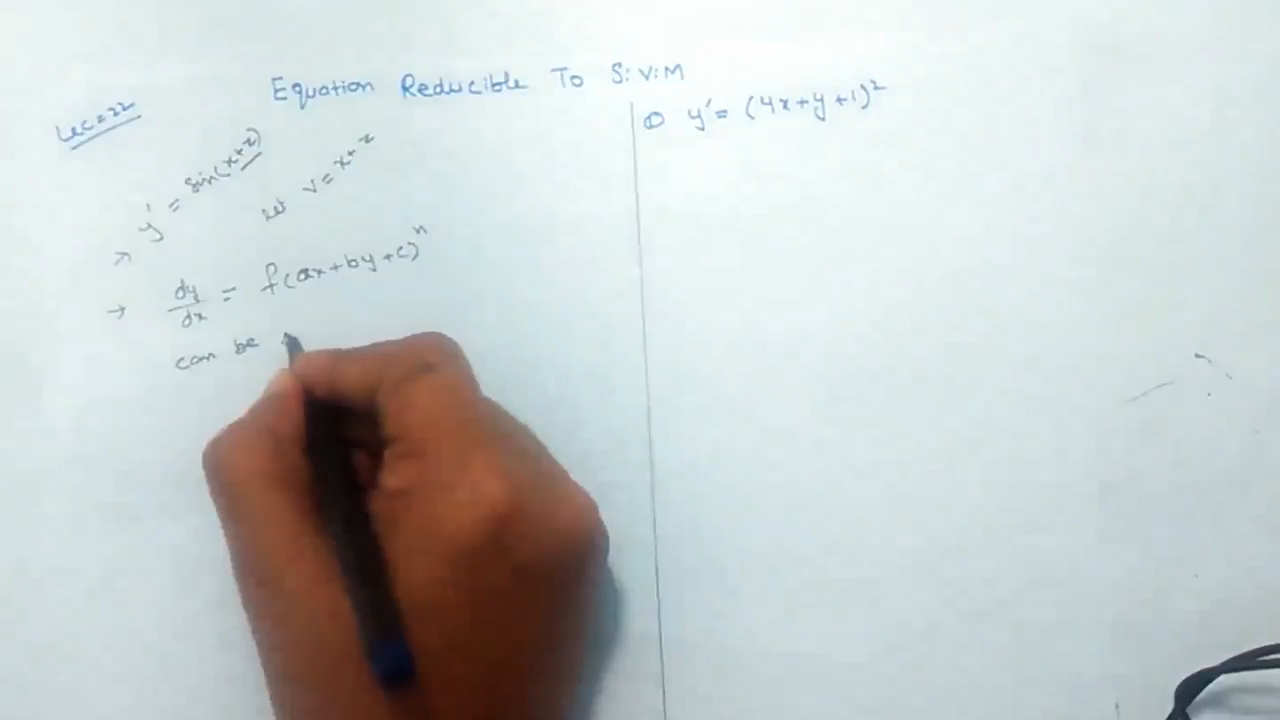 Equation Reducible To S.V.M
Lec=22
→ y' = sin(x+z)
let v = x+z
→ dy/dx = f(ax+by+c)^n
can be
① y' = (4x+y+1)²